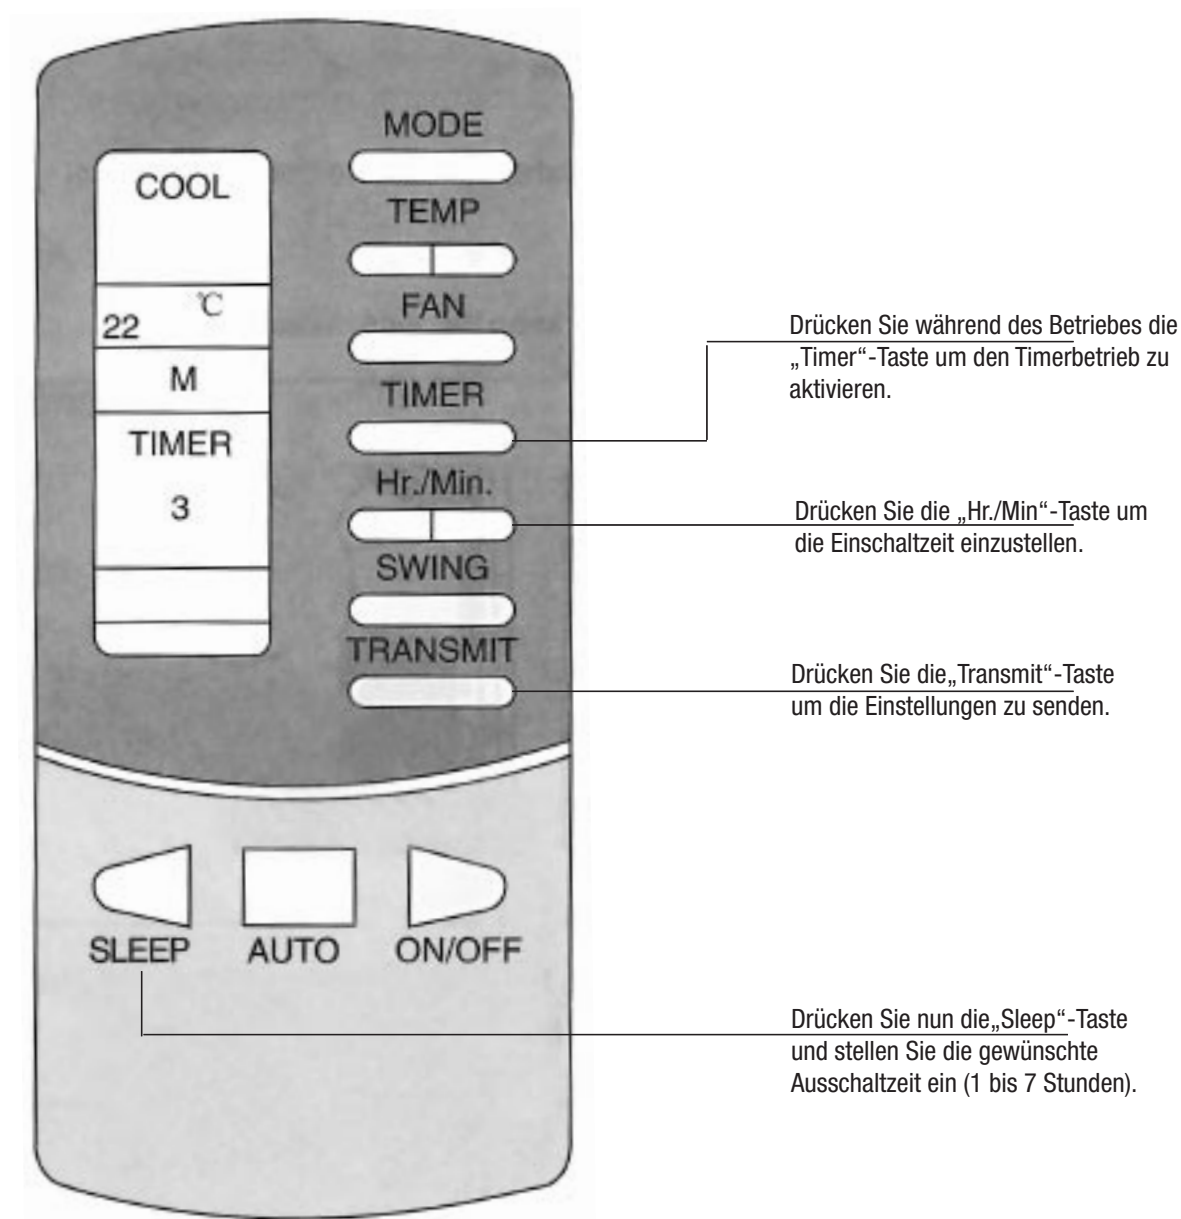 MODE
COOL
TEMP
22 °C
FAN
M
TIMER
TIMER
3
Hr./Min.
SWING
TRANSMIT
SLEEP AUTO ON/OFF
Drücken Sie während des Betriebes die
„Timer“-Taste um den Timerbetrieb zu
aktivieren.
Drücken Sie die „Hr./Min“-Taste um
die Einschaltzeit einzustellen.
Drücken Sie die„Transmit“-Taste
um die Einstellungen zu senden.
Drücken Sie nun die„Sleep“-Taste
und stellen Sie die gewünschte
Ausschaltzeit ein (1 bis 7 Stunden).